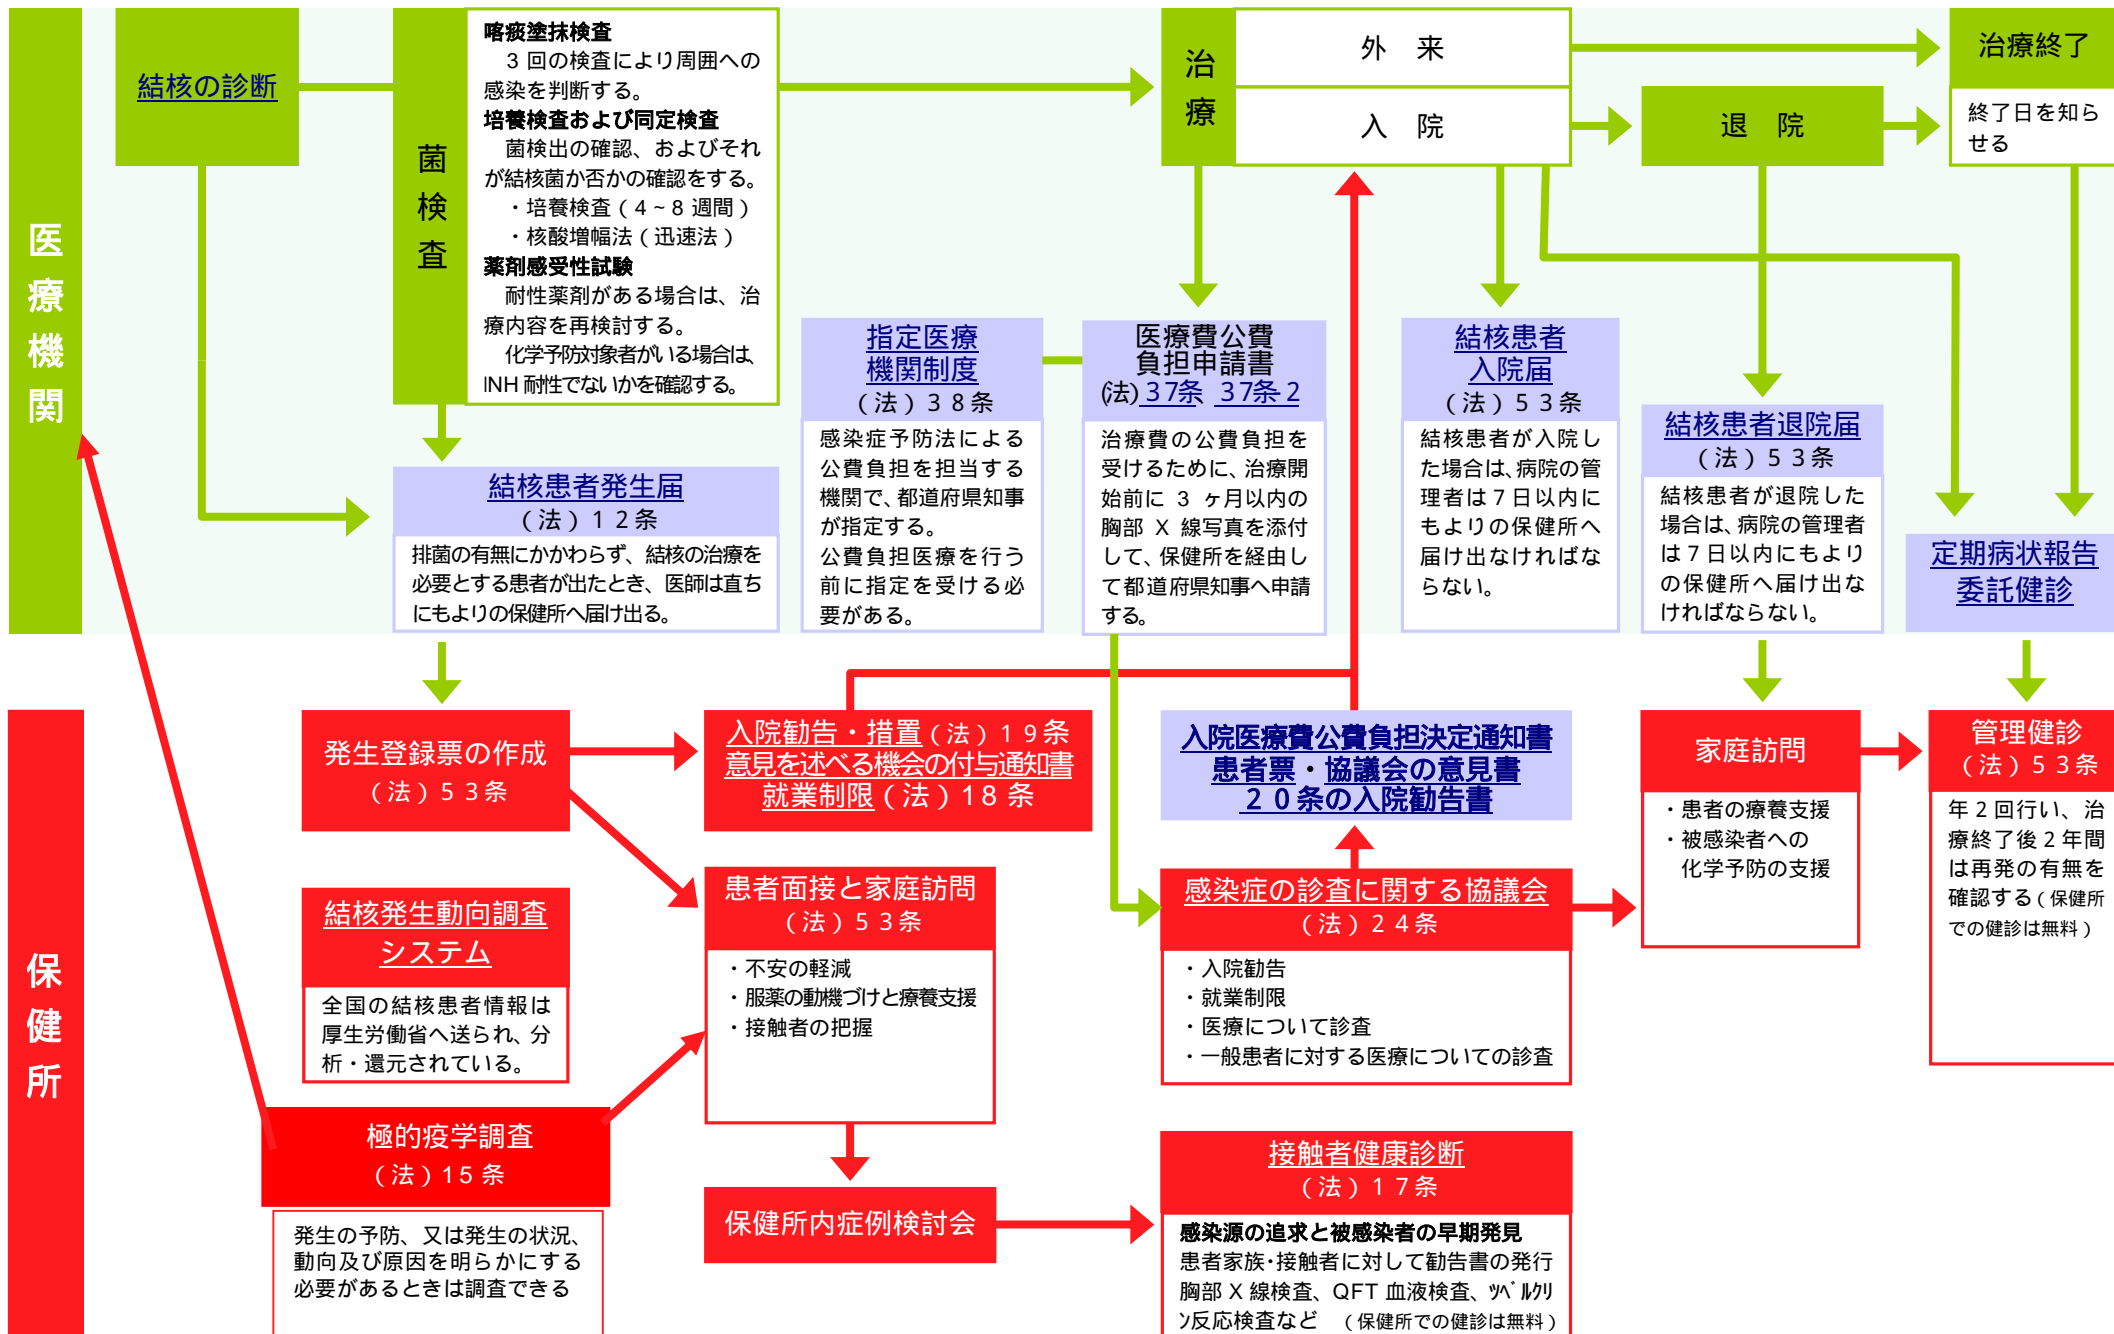 医療機関
結核の診断
菌検査
喀痰塗抹検査
3回の検査により周囲への
感染を判断する。
培養検査および同定検査
菌検出の確認、およびそれ
が結核菌か否かの確認をする。
・培養検査(4~8週間)
・核酸増幅法(迅速法)
薬剤感受性試験
耐性薬剤がある場合は、治
療内容を再検討する。
化学予防対象者がいる場合は、
INH耐性でないかを確認する。
治療
外 来
入 院
退 院
治療終了
終了日を知ら
せる
結核患者発生届
(法)12条
排菌の有無にかかわらず、結核の治療を
必要とする患者が出たとき、医師は直ち
にもよりの保健所へ届け出る。
指定医療
機関制度
(法)38条
感染症予防法による
公費負担を担当する
機関で、都道府県知事
が指定する。
公費負担医療を行う
前に指定を受ける必
要がある。
医療費公費
負担申請書
(法)37条 37条-2
治療費の公費負担を
受けるために、治療開
始前に 3 ヶ月以内の
胸部 X 線写真を添付
して、保健所を経由し
て都道府県知事へ申請
する。
結核患者
入院届
(法)53条
結核患者が入院し
た場合は、病院の管
理者は7日以内に
もよりの保健所へ
届け出なければな
らない。
結核患者退院届
(法)53条
結核患者が退院した
場合は、病院の管理者
は7日以内にもより
の保健所へ届け出な
ければならない。
定期病状報告
委託健診
保健所
発生登録票の作成
(法)53条
入院勧告・措置(法)19条
意見を述べる機会の付与通知書
就業制限(法)18条
入院医療費公費負担決定通知書
患者票・協議会の意見書
20条の入院勧告書
家庭訪問
・患者の療養支援
・被感染者への
化学予防の支援
管理健診
(法)53条
年2回行い、治
療終了後2年間
は再発の有無を
確認する(保健所
での健診は無料)
結核発生動向調査
システム
全国の結核患者情報は
厚生労働省へ送られ、分
析・還元されている。
患者面接と家庭訪問
(法)53条
・不安の軽減
・服薬の動機づけと療養支援
・接触者の把握
感染症の診査に関する協議会
(法)24条
・入院勧告
・就業制限
・医療について診査
・一般患者に対する医療についての診査
極的疫学調査
(法)15条
発生の予防、又は発生の状況、
動向及び原因を明らかにする
必要があるときは調査できる
保健所内症例検討会
接触者健康診断
(法)17条
感染源の追求と被感染者の早期発見
患者家族・接触者に対して勧告書の発行
胸部X線検査、QFT血液検査、ツベルクリ
ン反応検査など (保健所での健診は無料)